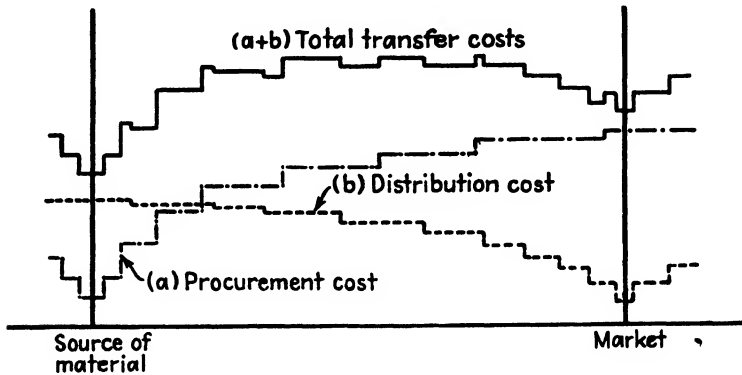 (a+b) Total transfer costs
(b) Distribution cost
(a) Procurement cost
Source of
material
Market